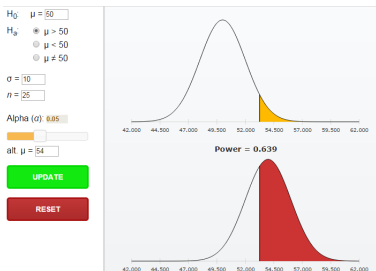 H₀: μ = 50
Hₐ: μ > 50
μ < 50
μ ≠ 50
σ = 10
n = 25
Alpha (α): 0.05
alt. μ = 54
UPDATE
RESET
42.000 44.500 47.000 49.500 52.000 54.500 57.000 59.500 62.000
Power = 0.639
42.000 44.500 47.000 49.500 52.000 54.500 57.000 59.500 62.000